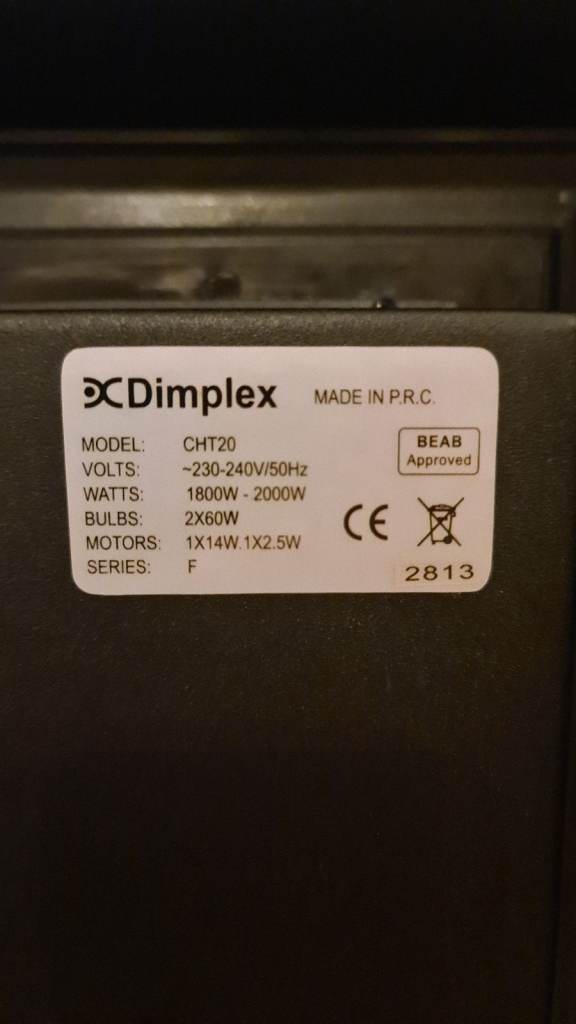 Dimplex MADE IN P.R.C.
MODEL: CHT20
VOLTS: ~230-240V/50Hz
WATTS: 1800W - 2000W
BULBS: 2X60W
MOTORS: 1X14W.1X2.5W
SERIES: F
BEAB
Approved
CE
2813